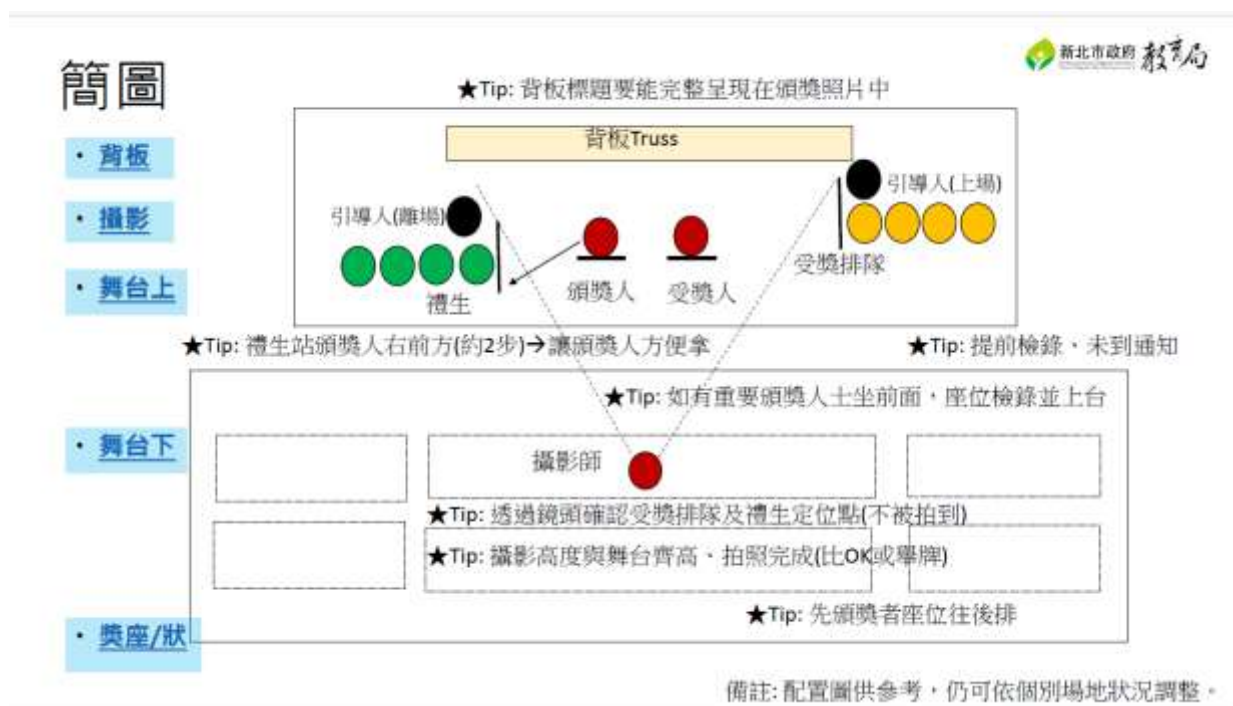 簡圖
新北市政府 教育局
★Tip: 背板標題要能完整呈現在頒獎照片中
• 背板
背板Truss
引導人(上場)
• 攝影
引導人(離場)
受獎排隊
• 舞台上
頒獎人
受獎人
禮生
★Tip: 禮生站頒獎人右前方(約2步)→讓頒獎人方便拿
★Tip: 提前檢錄、未到通知
★Tip: 如有重要頒獎人士坐前面，座位檢錄並上台
• 舞台下
攝影師
★Tip: 透過鏡頭確認受獎排隊及禮生定位點(不被拍到)
★Tip: 攝影高度與舞台齊高、拍照完成(比OK或舉牌)
★Tip: 先頒獎者座位往後排
• 獎座/狀
備註: 配置圖供參考，仍可依個別場地狀況調整。